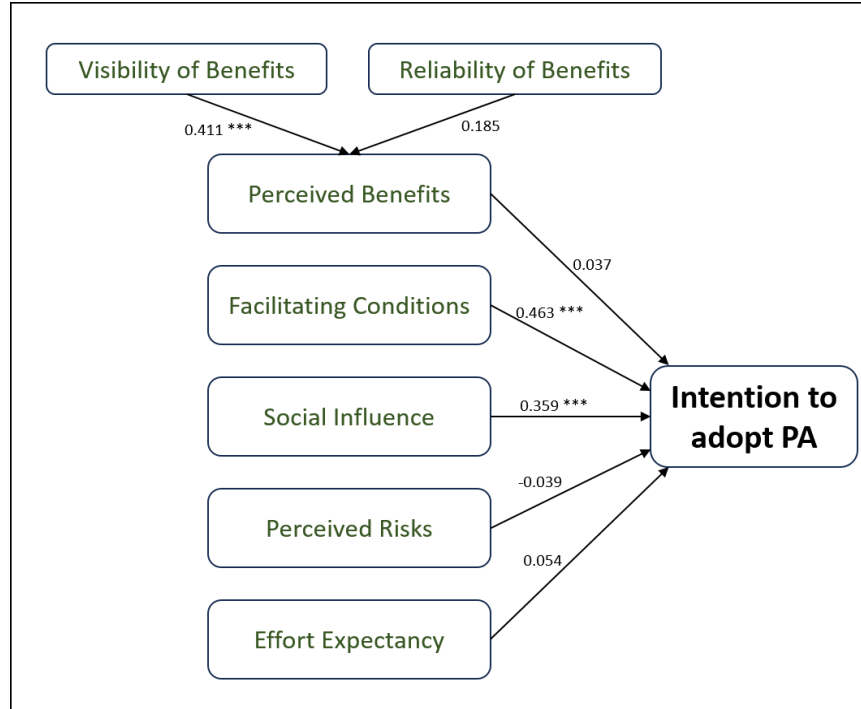 Visibility of Benefits
Reliability of Benefits
0.411 ***
0.185
Perceived Benefits
0.037
Facilitating Conditions
0.463 ***
Social Influence
0.359 ***
Intention to
adopt PA
Perceived Risks
-0.039
0.054
Effort Expectancy